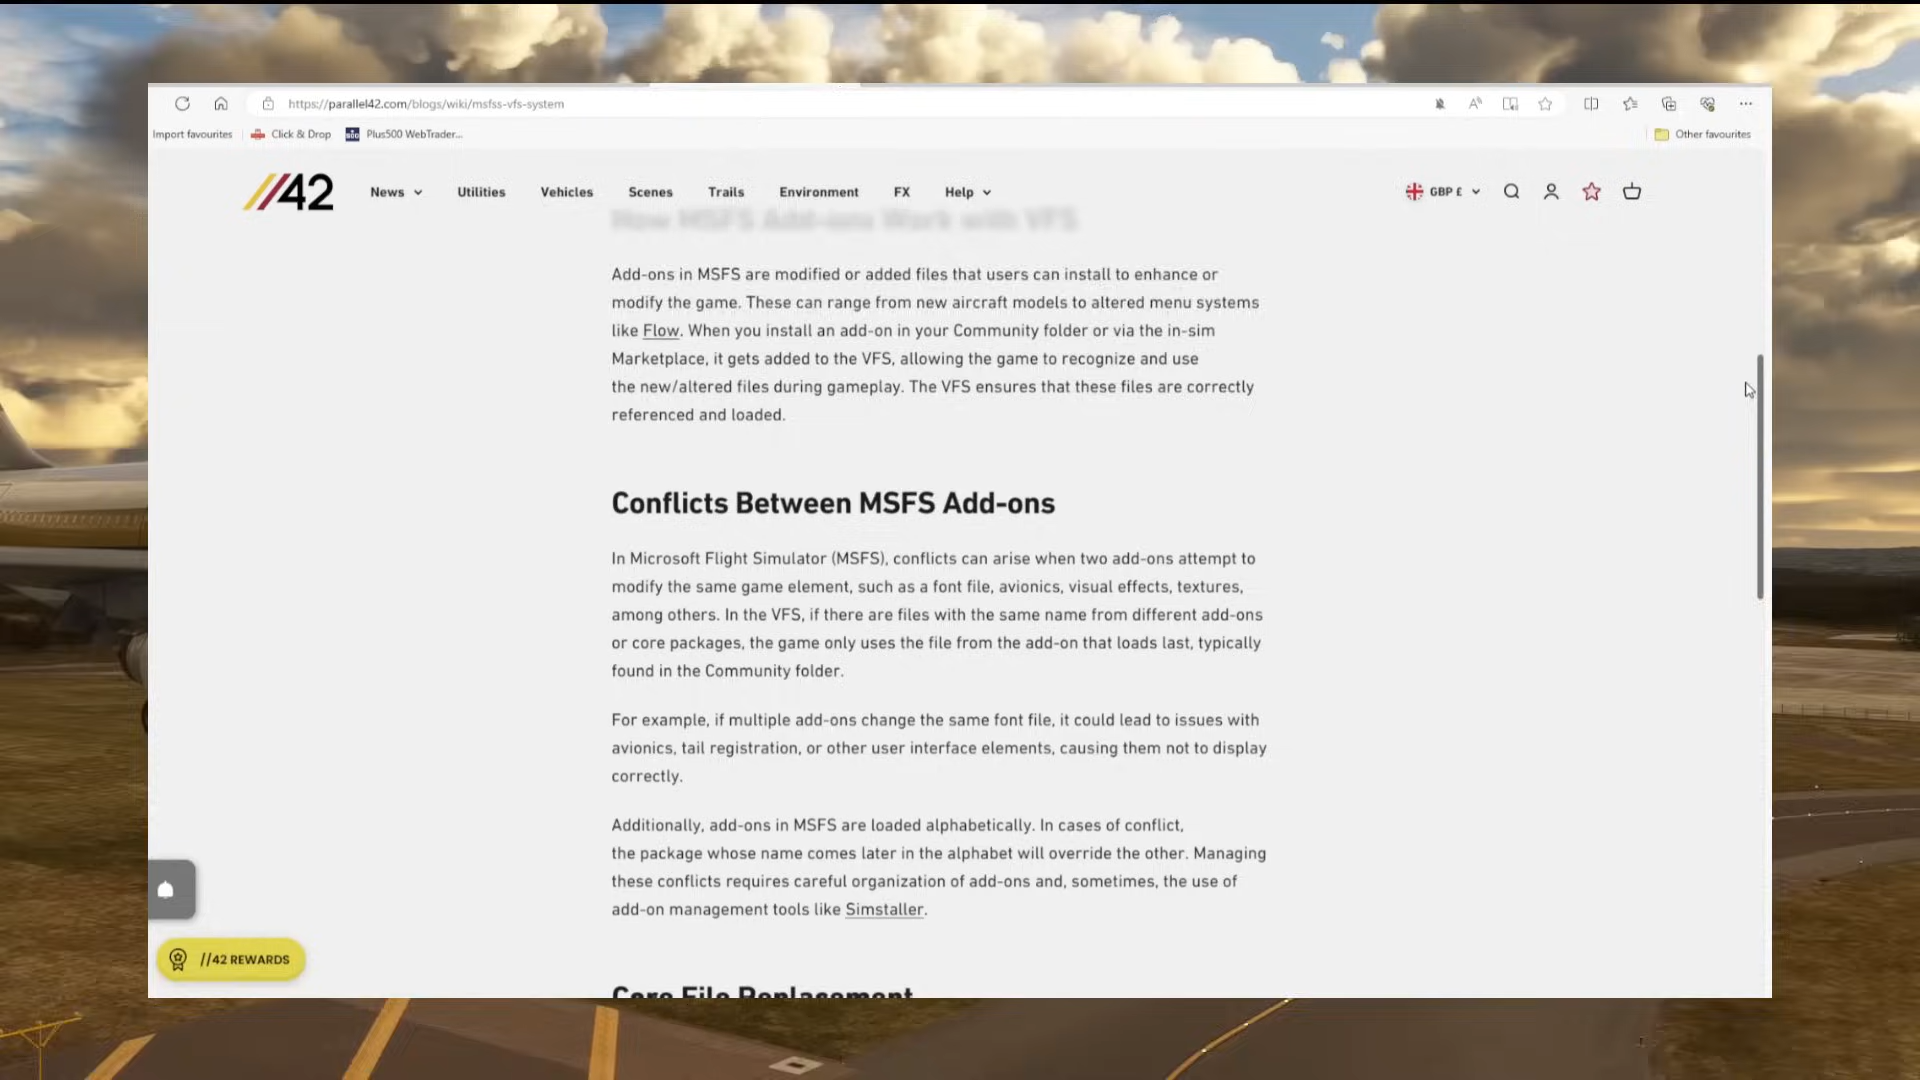 https://parallel42.com/blogs/wiki/msfss-vfs-system
Import favourites
Click & Drop
Plus500 WebTrader...
Other favourites
//42
News
Utilities
Vehicles
Scenes
Trails
Environment
FX
Help
GBP £
How MSFS Add-ons Work with VFS
Add-ons in MSFS are modified or added files that users can install to enhance or
modify the game. These can range from new aircraft models to altered menu systems
like Flow. When you install an add-on in your Community folder or via the in-sim
Marketplace, it gets added to the VFS, allowing the game to recognize and use
the new/altered files during gameplay. The VFS ensures that these files are correctly
referenced and loaded.
Conflicts Between MSFS Add-ons
In Microsoft Flight Simulator (MSFS), conflicts can arise when two add-ons attempt to
modify the same game element, such as a font file, avionics, visual effects, textures,
among others. In the VFS, if there are files with the same name from different add-ons
or core packages, the game only uses the file from the add-on that loads last, typically
found in the Community folder.
For example, if multiple add-ons change the same font file, it could lead to issues with
avionics, tail registration, or other user interface elements, causing them not to display
correctly.
Additionally, add-ons in MSFS are loaded alphabetically. In cases of conflict,
the package whose name comes later in the alphabet will override the other. Managing
these conflicts requires careful organization of add-ons and, sometimes, the use of
add-on management tools like Simstaller.
//42 REWARDS
Core File Replacement